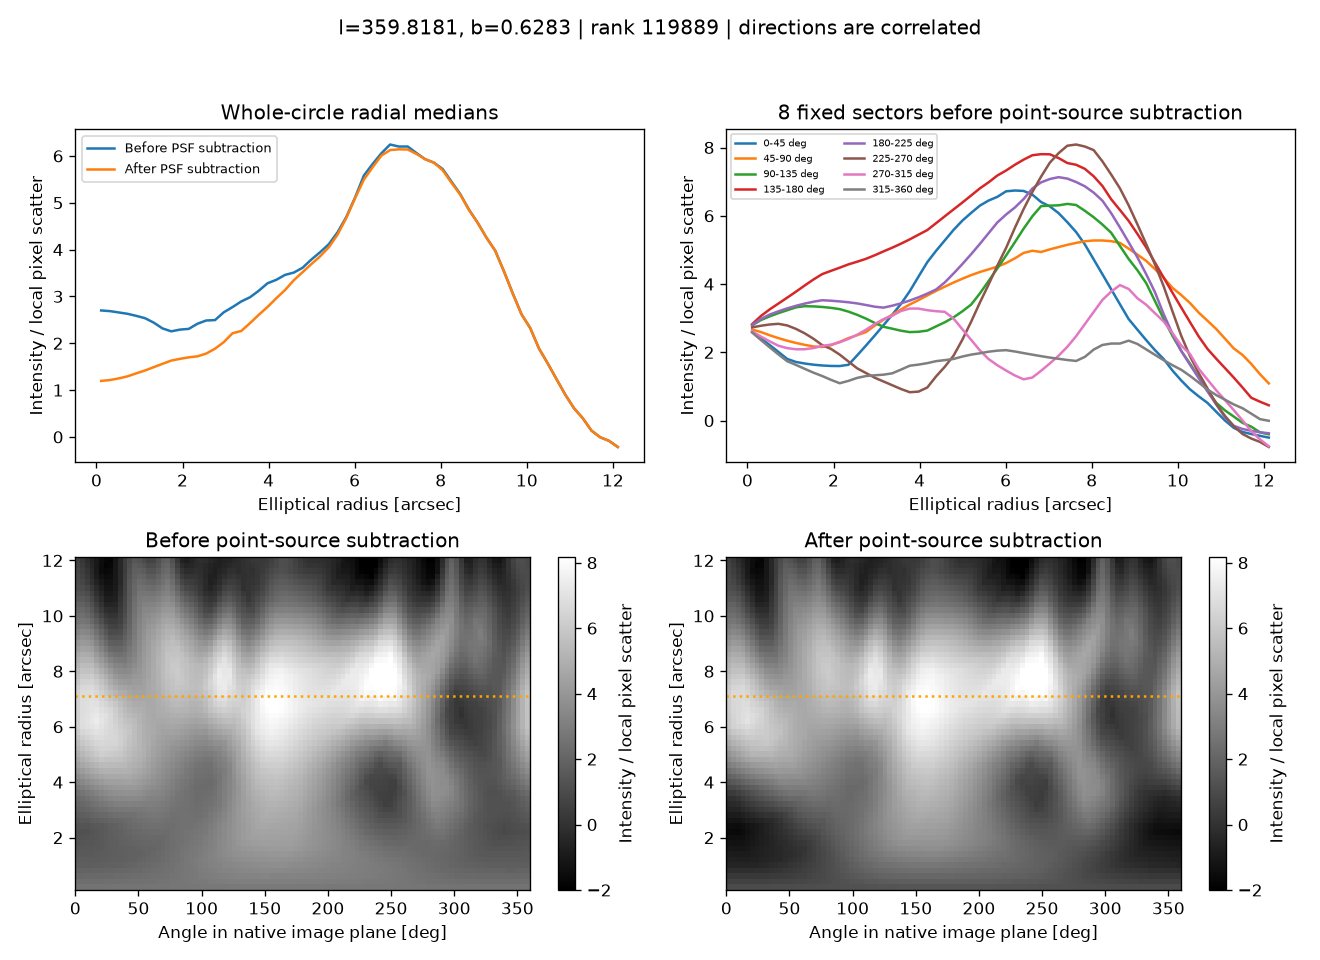 l=359.8181, b=0.6283 | rank 119889 | directions are correlated
Whole-circle radial medians
Before PSF subtraction
After PSF subtraction
Intensity / local pixel scatter
6
5
4
3
2
1
0
0 2 4 6 8 10 12
Elliptical radius [arcsec]
8 fixed sectors before point-source subtraction
0-45 deg
45-90 deg
90-135 deg
135-180 deg
180-225 deg
225-270 deg
270-315 deg
315-360 deg
Intensity / local pixel scatter
8
6
4
2
0
0 2 4 6 8 10 12
Elliptical radius [arcsec]
Before point-source subtraction
Elliptical radius [arcsec]
12
10
8
6
4
2
0 50 100 150 200 250 300 350
Angle in native image plane [deg]
8
6
4
2
0
−2
Intensity / local pixel scatter
After point-source subtraction
Elliptical radius [arcsec]
12
10
8
6
4
2
0 50 100 150 200 250 300 350
Angle in native image plane [deg]
8
6
4
2
0
−2
Intensity / local pixel scatter